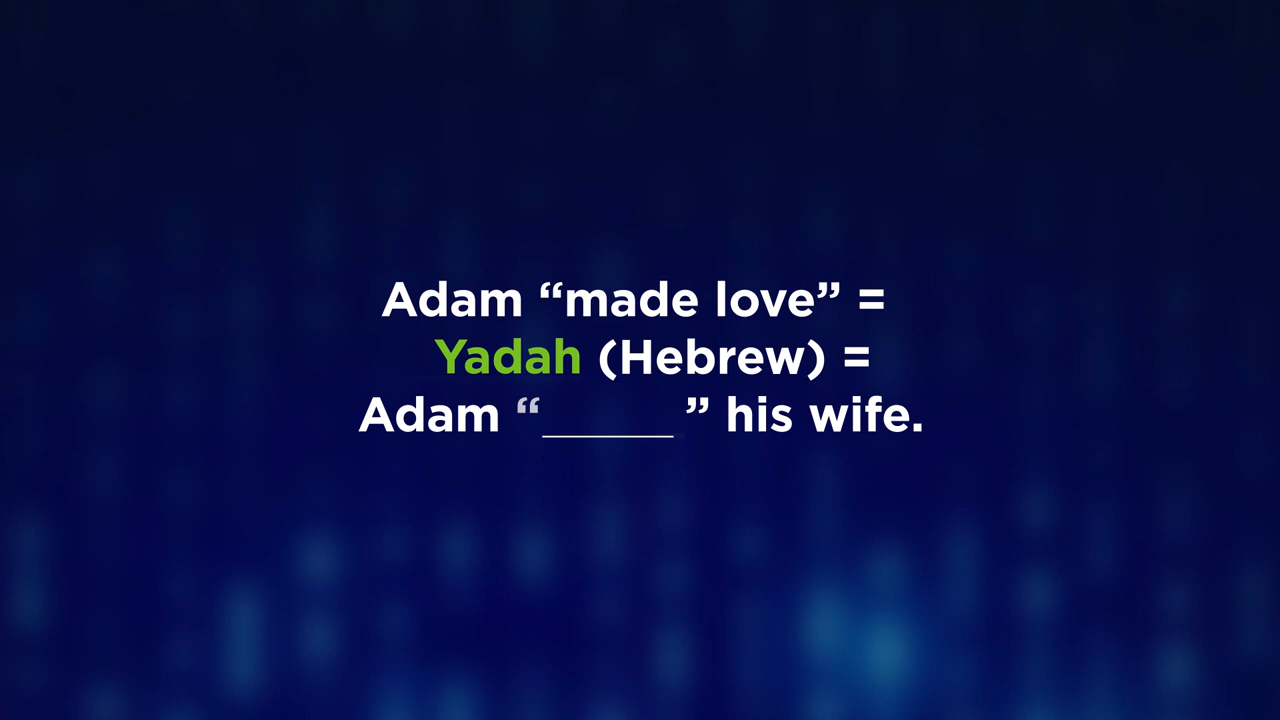 Adam “made love” =
Yadah (Hebrew) =
Adam “______” his wife.